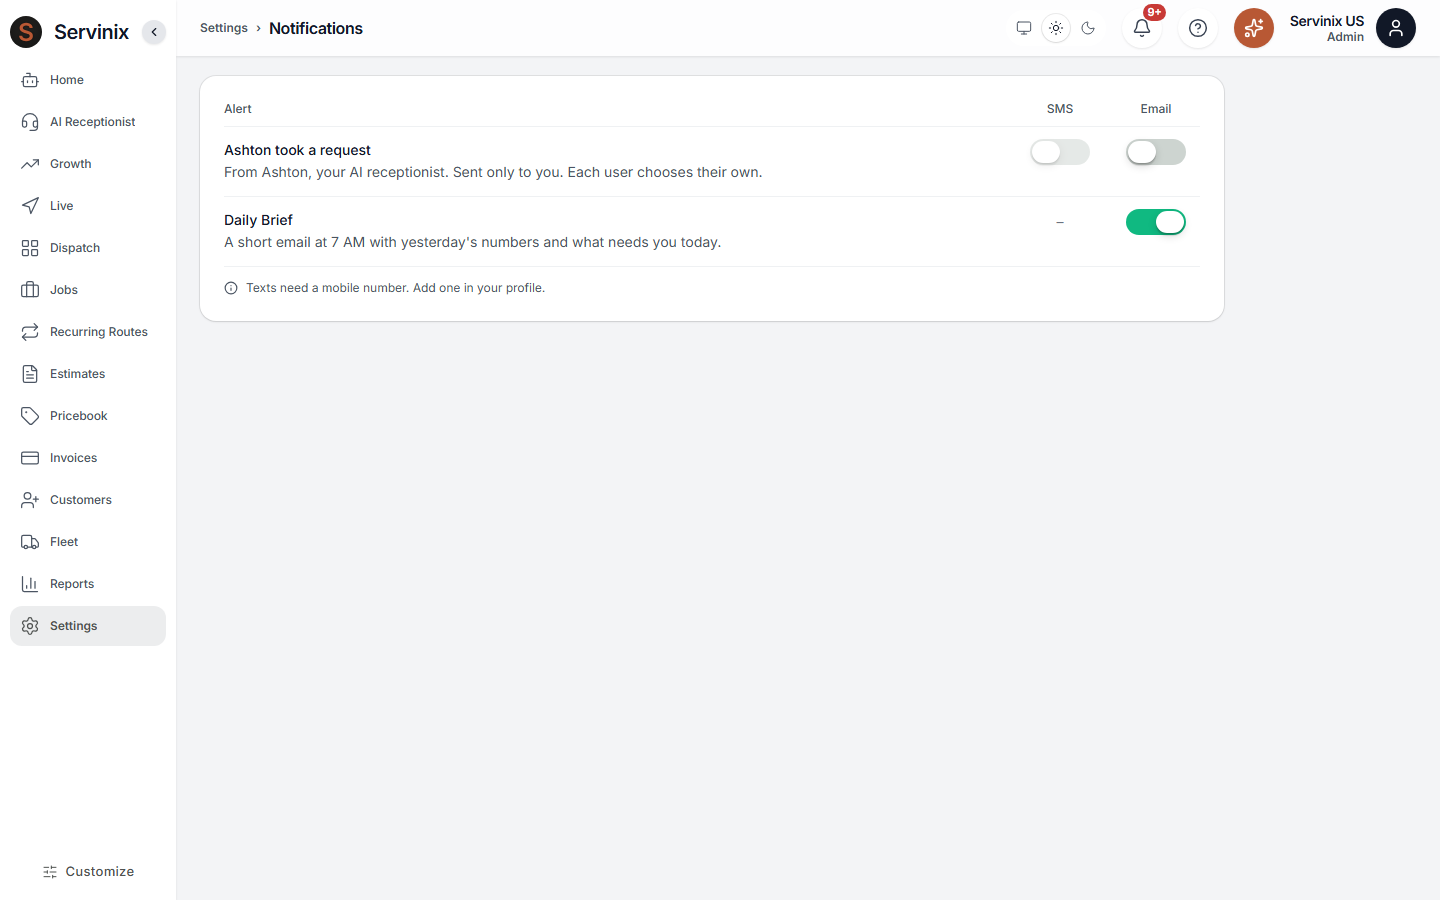 S Servinix
Home
AI Receptionist
Growth
Live
Dispatch
Jobs
Recurring Routes
Estimates
Pricebook
Invoices
Customers
Fleet
Reports
Settings
Customize
Settings › Notifications
9+
Servinix US
Admin
Alert SMS Email
Ashton took a request
From Ashton, your AI receptionist. Sent only to you. Each user chooses their own.
Daily Brief –
A short email at 7 AM with yesterday's numbers and what needs you today.
Texts need a mobile number. Add one in your profile.